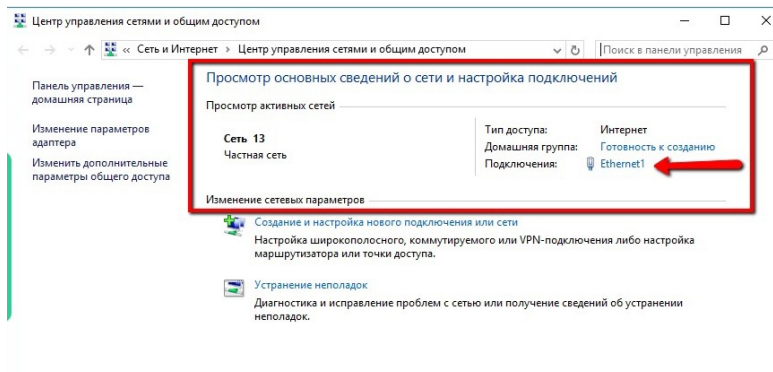 Центр управления сетями и общим доступом
« Сеть и Интернет › Центр управления сетями и общим доступом
Поиск в панели управления
Панель управления —
домашняя страница
Изменение параметров
адаптера
Изменить дополнительные
параметры общего доступа
Просмотр основных сведений о сети и настройка подключений
Просмотр активных сетей
Сеть 13
Частная сеть
Тип доступа: Интернет
Домашняя группа: Готовность к созданию
Подключения: Ethernet1
Изменение сетевых параметров
Создание и настройка нового подключения или сети
Настройка широкополосного, коммутируемого или VPN-подключения либо настройка
маршрутизатора или точки доступа.
Устранение неполадок
Диагностика и исправление проблем с сетью или получение сведений об устранении
неполадок.